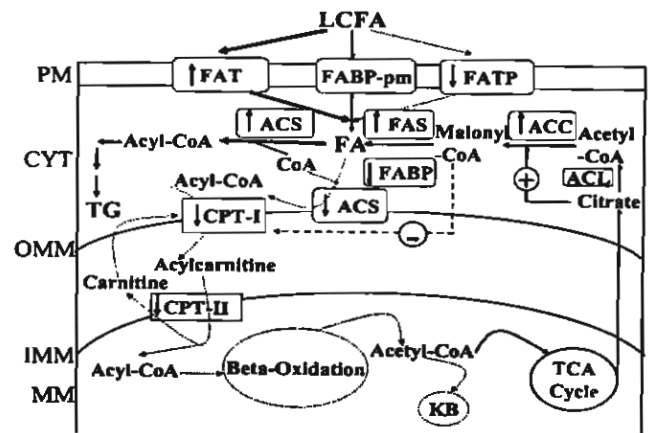 LCFA
PM ↑ FAT FABP-pm ↓ FATP
↑ ACS ↑ FAS ↑ ACC
Acyl-CoA FA Malonyl -CoA Acetyl -CoA
CYT CoA ↓ FABP ACL
TG Acyl-CoA ↓ ACS + Citrate
↓ CPT-I
OMM −
Acylcarnitine
Carnitine
↓ CPT-II
IMM Acyl-CoA Beta-Oxidation Acetyl-CoA TCA Cycle
MM KB